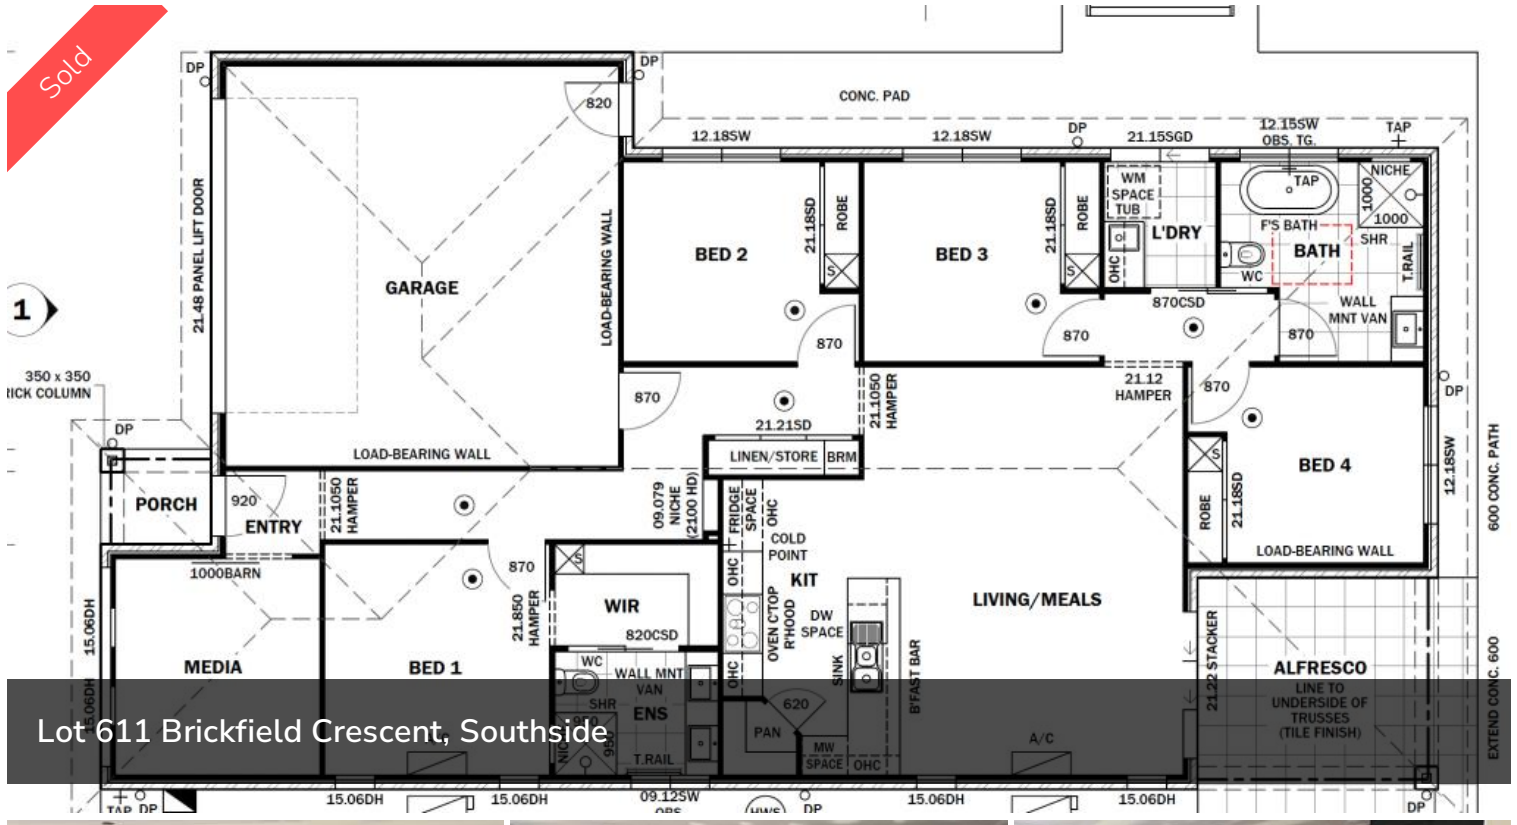 Sold
DP
DP
820
CONC. PAD
12.18SW
12.18SW
DP
21.15SGD
12.15SW
OBS. TG.
TAP
21.48 PANEL LIFT DOOR
GARAGE
LOAD-BEARING WALL
LOAD-BEARING WALL
BED 2
21.18SD
ROBE
S
870
BED 3
21.18SD
ROBE
S
870
WM
SPACE
TUB
L'DRY
OHC
870CSD
TAP
F'S BATH
BATH
WC
NICHE
1000
1000
SHR
T.RAIL
WALL
MNT VAN
870
1
350 x 350
RICK COLUMN
DP
870
21.1050
HAMPER
21.21SD
LINEN/STORE
BRM
21.12
HAMPER
870
DP
S
ROBE
21.18SD
BED 4
LOAD-BEARING WALL
12.18SW
600 CONC. PATH
PORCH
920
ENTRY
21.1050
HAMPER
1000BARN
09.079
NICHE
(2100 HD)
FRIDGE
SPACE
OHC
COLD
POINT
OHC
KIT
OVEN C'TOP
R'HOOD
DW
SPACE
SINK
OHC
B'FAST BAR
LIVING/MEALS
870
21.850
HAMPER
S
WIR
820CSD
15.06DH
15.06DH
MEDIA
BED 1
WC
WALL MNT
VAN
SHR
950
950
ENS
T.RAIL
620
PAN
MW
SPACE
OHC
A/C
21.22 STACKER
ALFRESCO
LINE TO
UNDERSIDE OF
TRUSSES
(TILE FINISH)
EXTEND CONC. 600
Lot 611 Brickfield Crescent, Southside
TAP
DP
15.06DH
15.06DH
09.12SW
OBS.
HWS
DP
15.06DH
15.06DH
DP